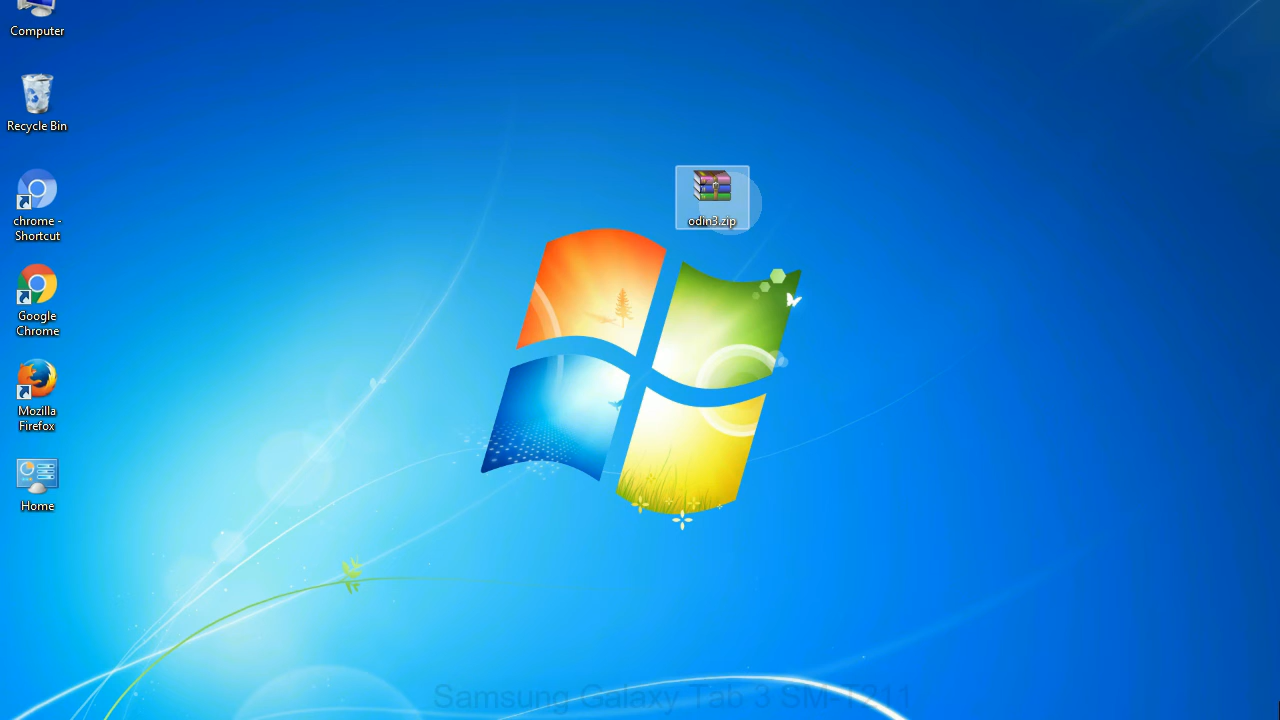 Computer
Recycle Bin
chrome -
Shortcut
Google
Chrome
Mozilla
Firefox
Home
odin3.zip
Samsung Galaxy Tab 3 SM-T211